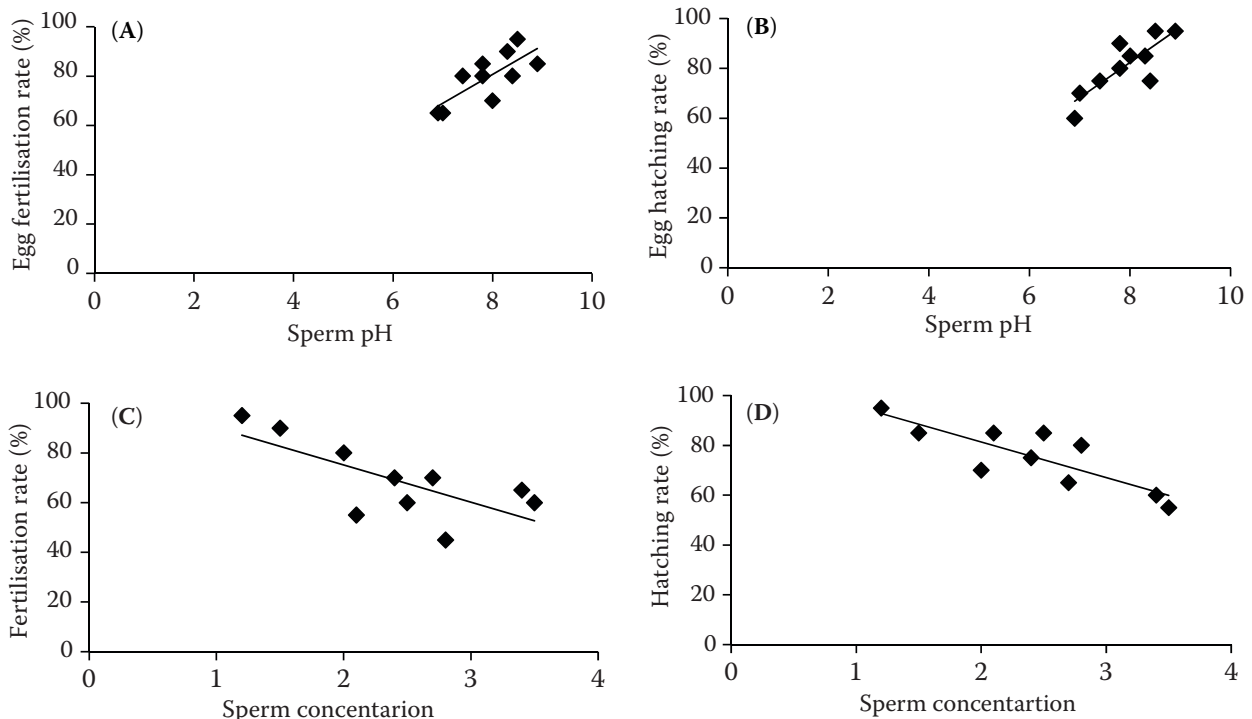 (A)
Egg fertilisation rate (%)
100
80
60
40
20
0
0 2 4 6 8 10
Sperm pH
(B)
Egg hatching rate (%)
100
80
60
40
20
0
0 2 4 6 8 10
Sperm pH
(C)
Fertilisation rate (%)
100
80
60
40
20
0
0 1 2 3 4
Sperm concentarion
(D)
Hatching rate (%)
100
80
60
40
20
0
0 1 2 3 4
Sperm concentartion